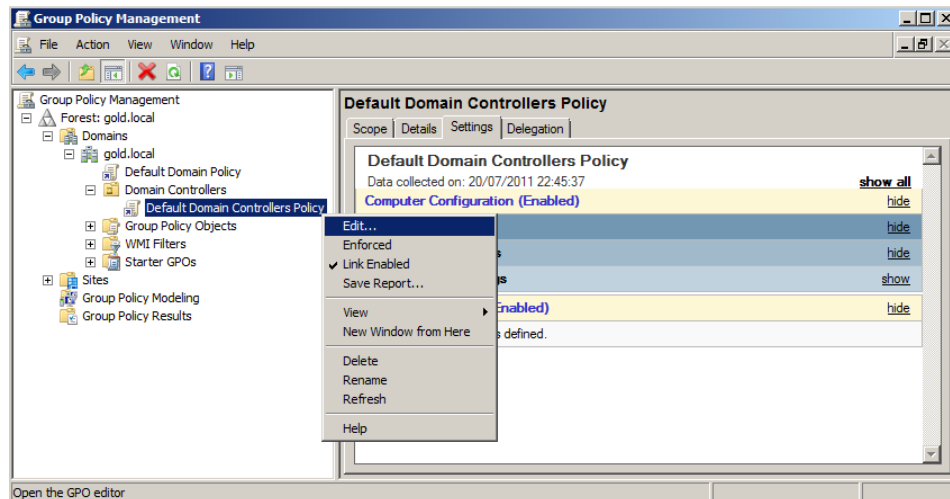 Group Policy Management
File Action View Window Help
Group Policy Management
Forest: gold.local
Domains
gold.local
Default Domain Policy
Domain Controllers
Default Domain Controllers Policy
Group Policy Objects
WMI Filters
Starter GPOs
Sites
Group Policy Modeling
Group Policy Results
Edit...
Enforced
Link Enabled
Save Report...
View
New Window from Here
Delete
Rename
Refresh
Help
Default Domain Controllers Policy
Scope Details Settings Delegation
Default Domain Controllers Policy
Data collected on: 20/07/2011 22:45:37 show all
Computer Configuration (Enabled) hide
hide
hide
show
Enabled) hide
defined.
Open the GPO editor